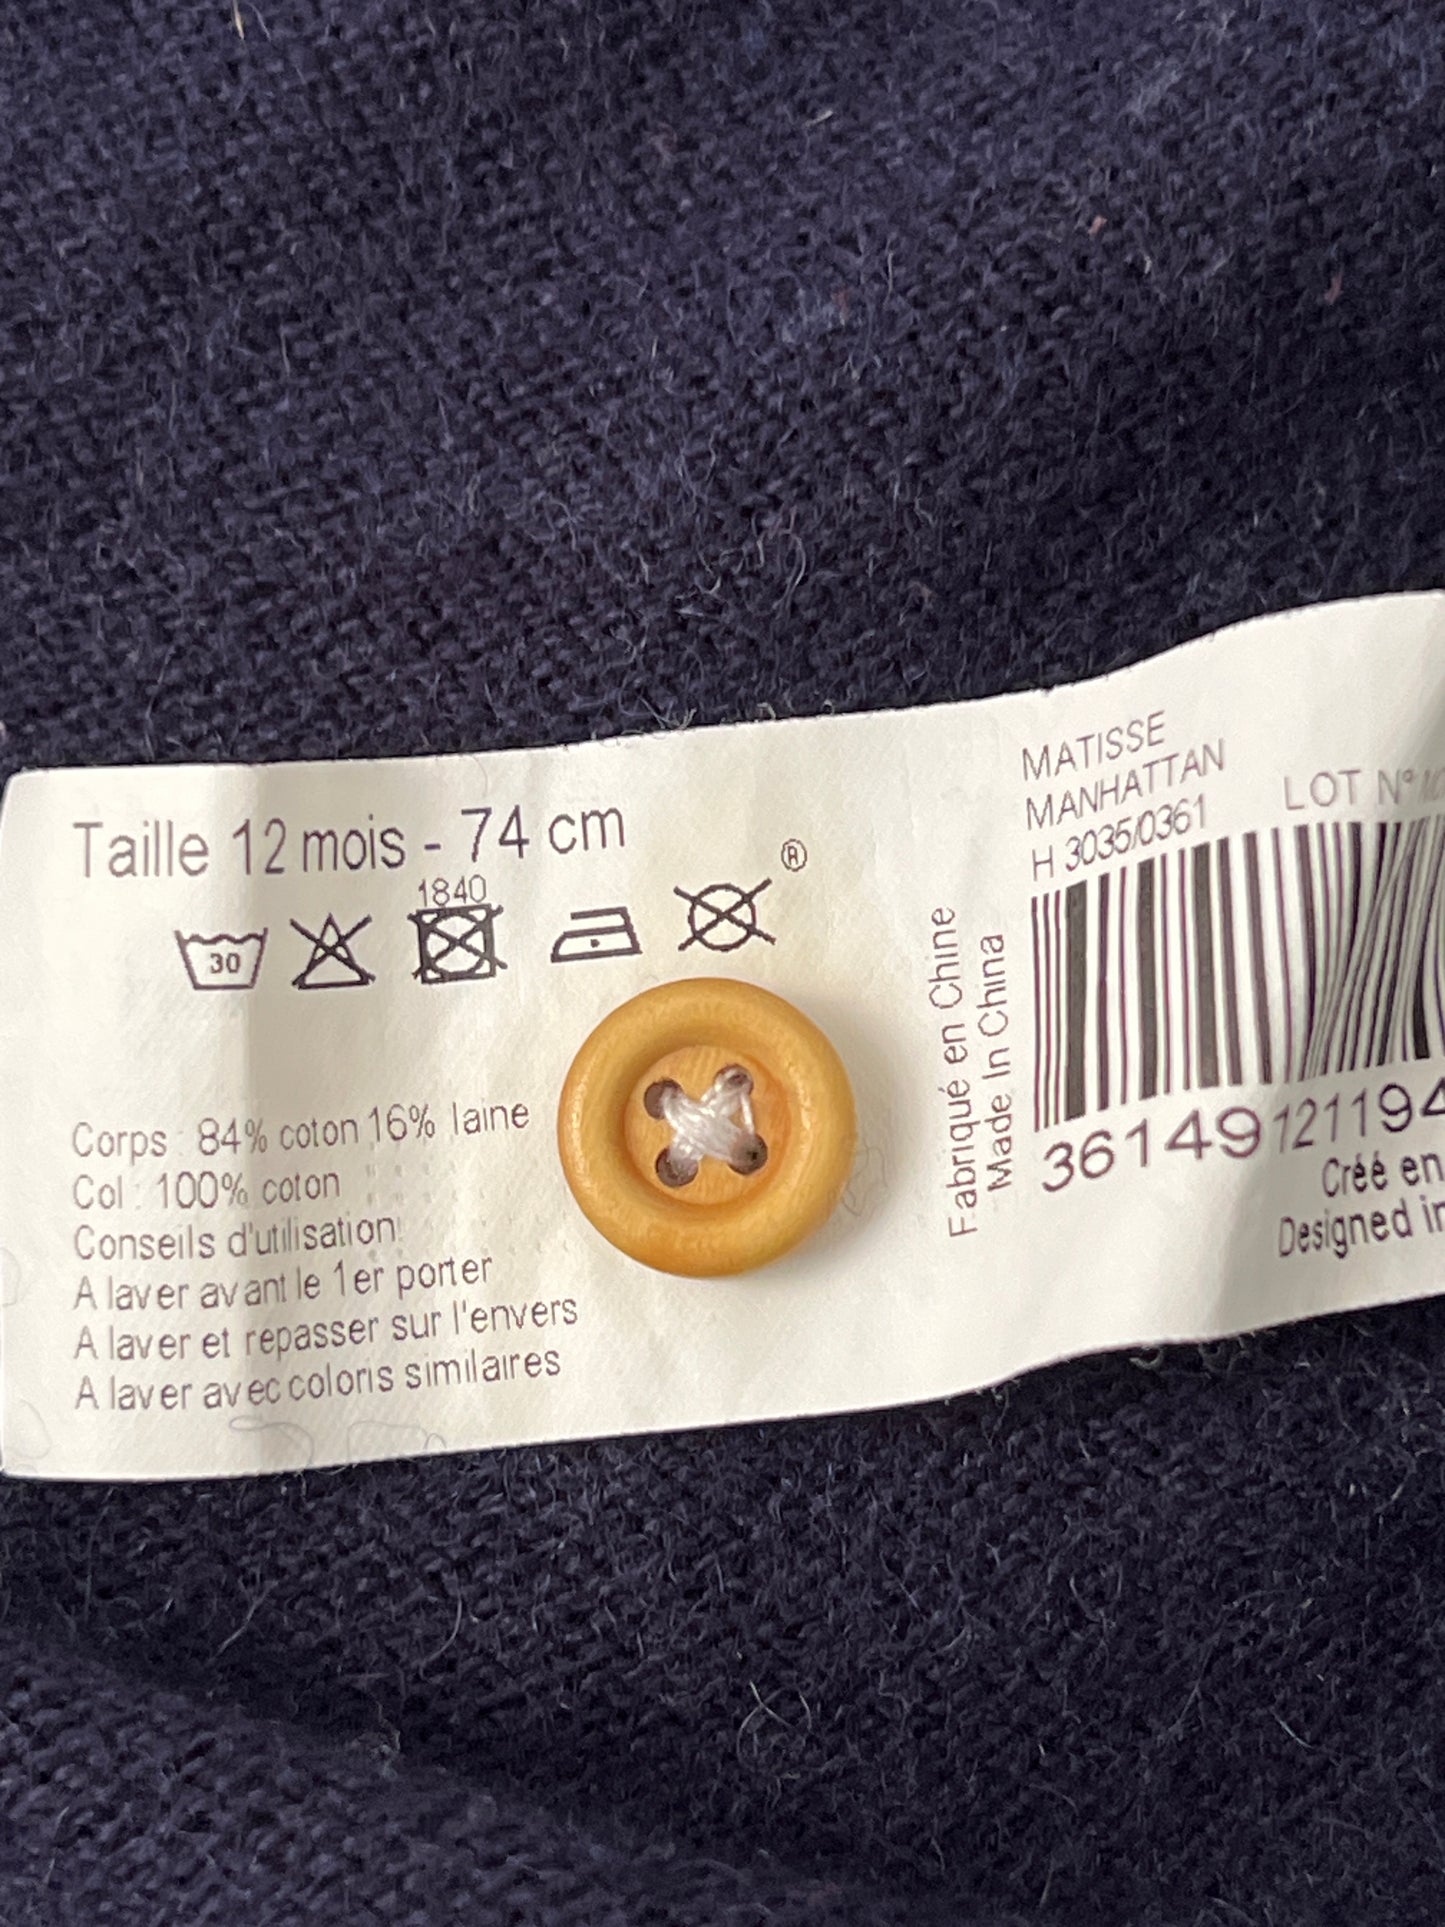 Taille 12 mois - 74 cm
1840
®
30
Corps : 84% coton 16% laine
Col : 100% coton
Conseils d'utilisation:
A laver avant le 1er porter
A laver et repasser sur l'envers
A laver avec coloris similaires
Fabriqué en Chine
Made In China
MATISSE
MANHATTAN
H 3035/0361
LOT N°
36149121194
Créé en
Designed in